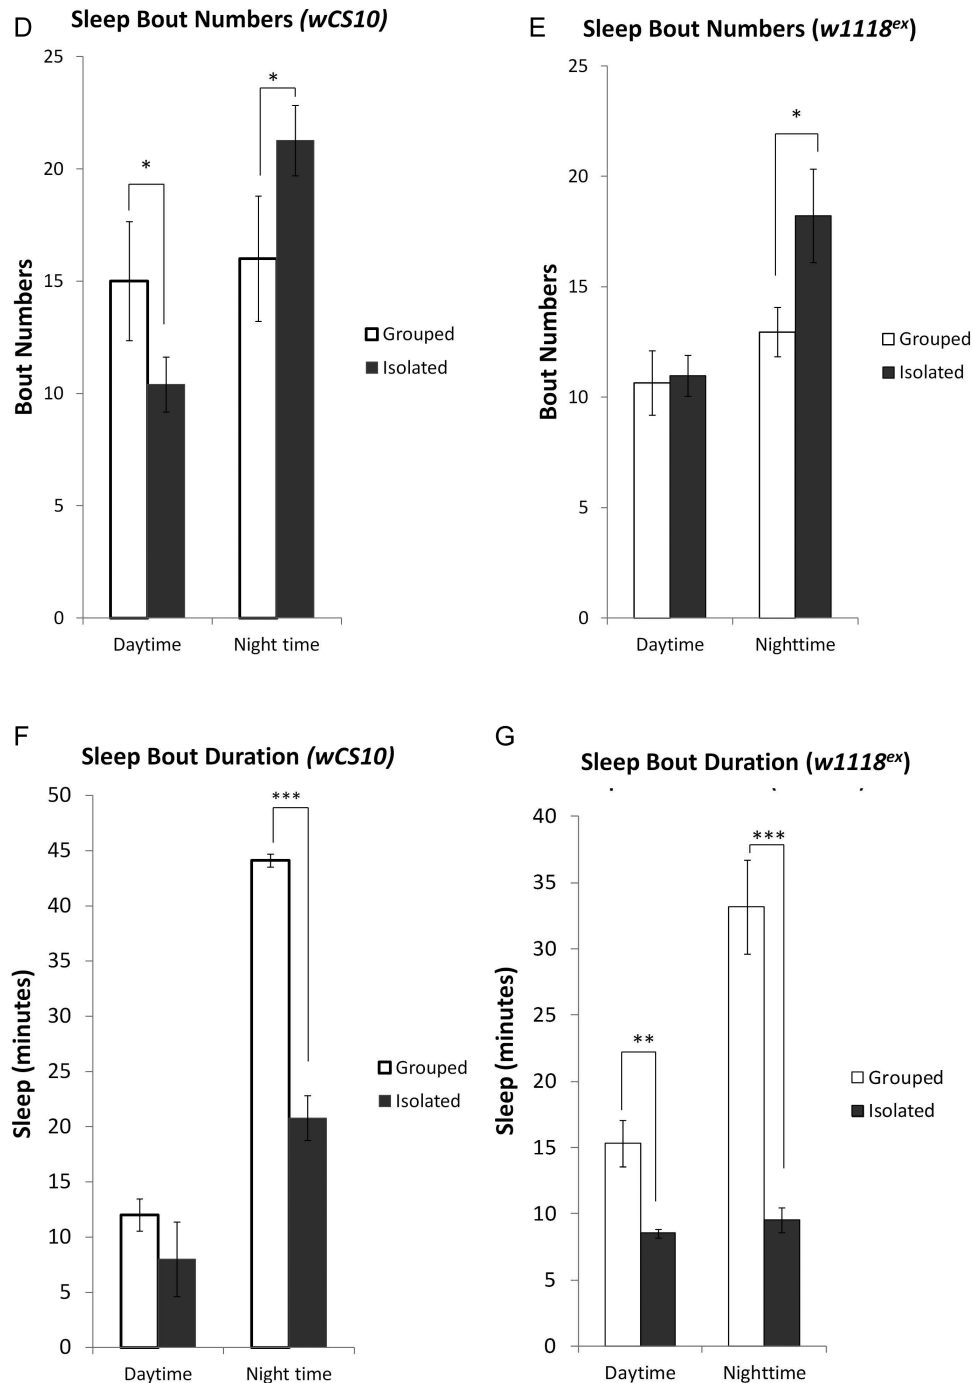 D
Sleep Bout Numbers (wCS10)
25
20
15
10
5
0
Bout Numbers
*
*
Grouped
Isolated
Daytime
Night time
E
Sleep Bout Numbers (w1118ex)
25
20
15
10
5
0
Bout Numbers
*
Grouped
Isolated
Daytime
Nighttime
F
Sleep Bout Duration (wCS10)
50
45
40
35
30
25
20
15
10
5
0
Sleep (minutes)
***
Grouped
Isolated
Daytime
Night time
G
Sleep Bout Duration (w1118ex)
40
35
30
25
20
15
10
5
0
Sleep (minutes)
**
***
Grouped
Isolated
Daytime
Nighttime